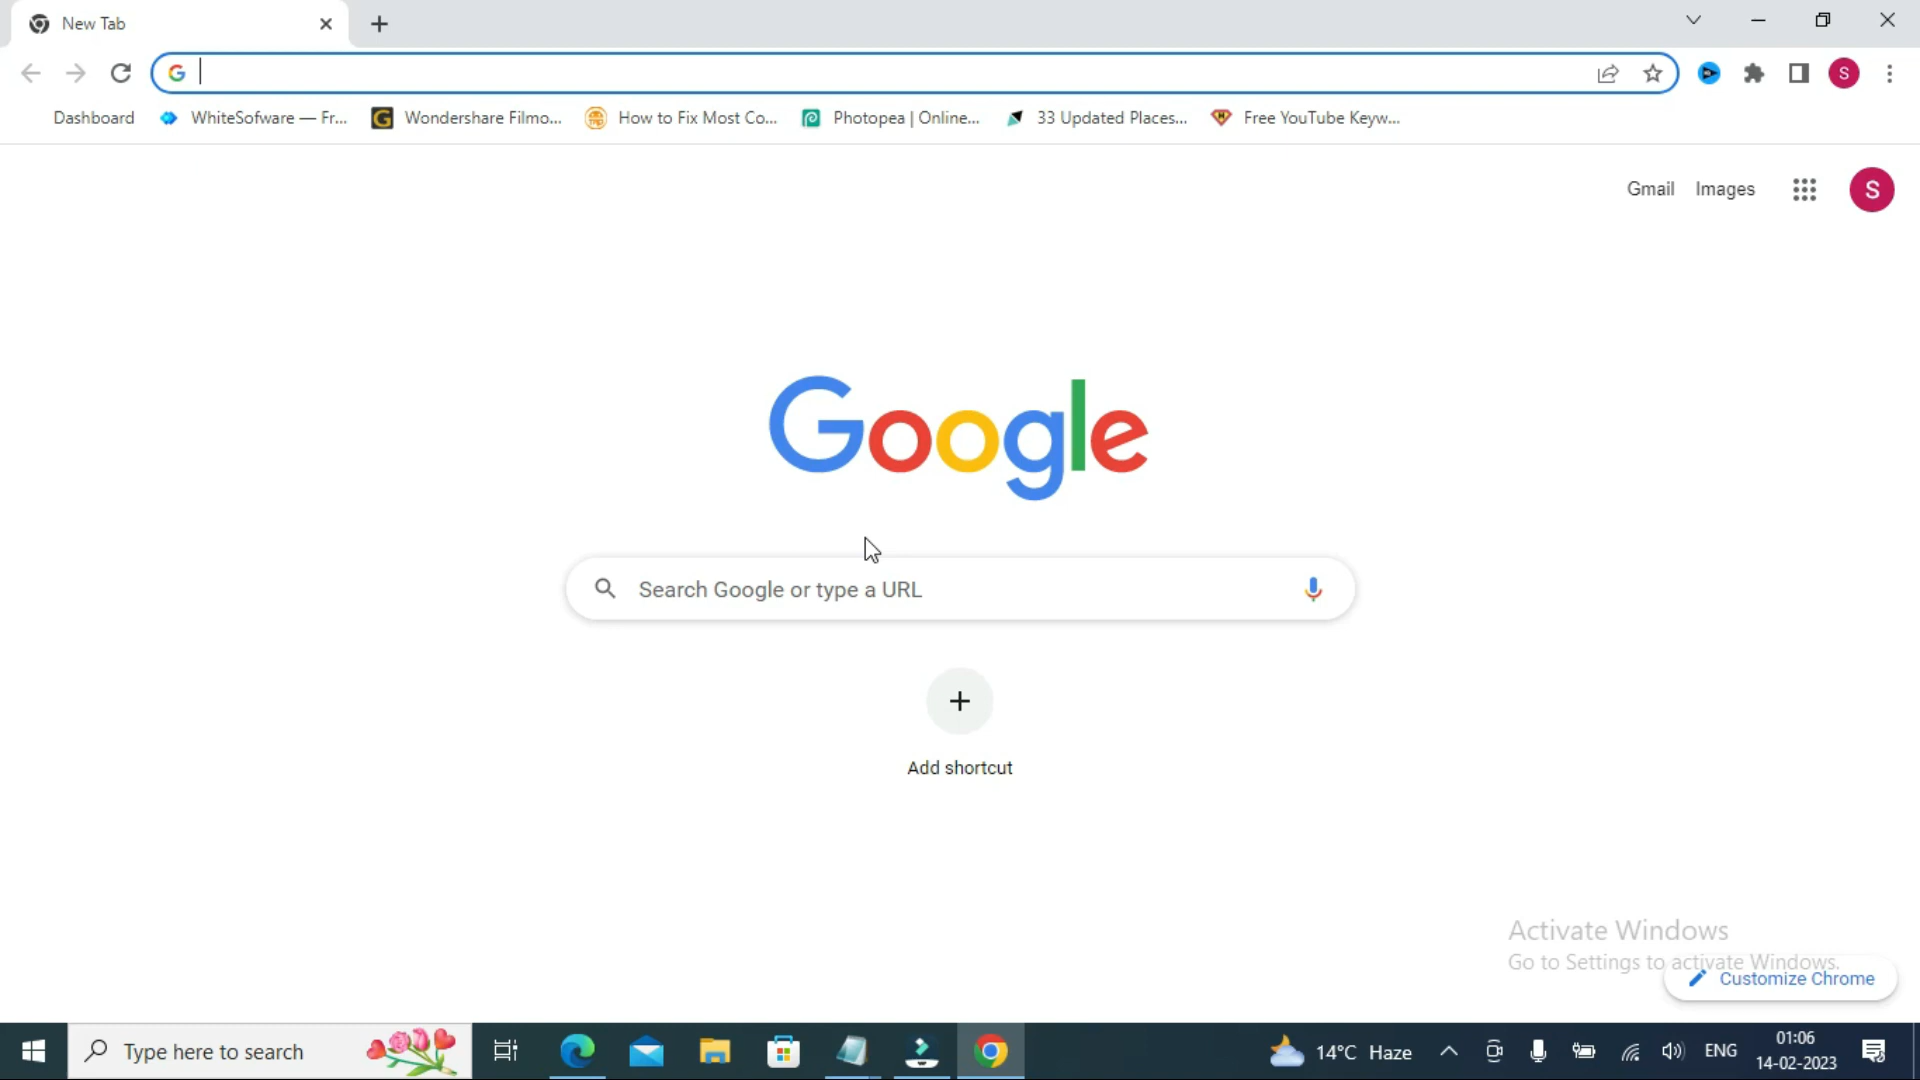 New Tab
Dashboard
WhiteSofware — Fr...
Wondershare Filmo...
How to Fix Most Co...
Photopea | Online...
33 Updated Places...
Free YouTube Keyw...
Gmail
Images
S
S
Google
Search Google or type a URL
Add shortcut
Activate Windows
Go to Settings to activate Windows.
Customize Chrome
Type here to search
14°C Haze
ENG
01:06
14-02-2023